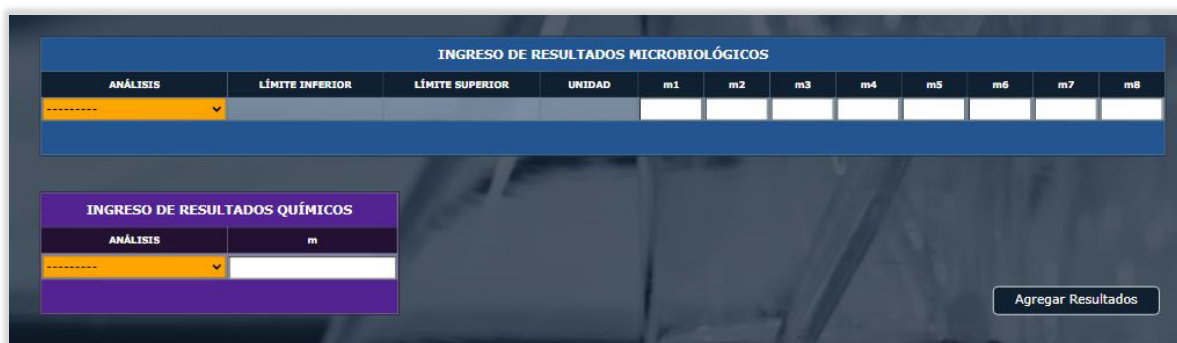 INGRESO DE RESULTADOS MICROBIOLÓGICOS
ANÁLISIS LÍMITE INFERIOR LÍMITE SUPERIOR UNIDAD m1 m2 m3 m4 m5 m6 m7 m8
---------
INGRESO DE RESULTADOS QUÍMICOS
ANÁLISIS m
---------
Agregar Resultados